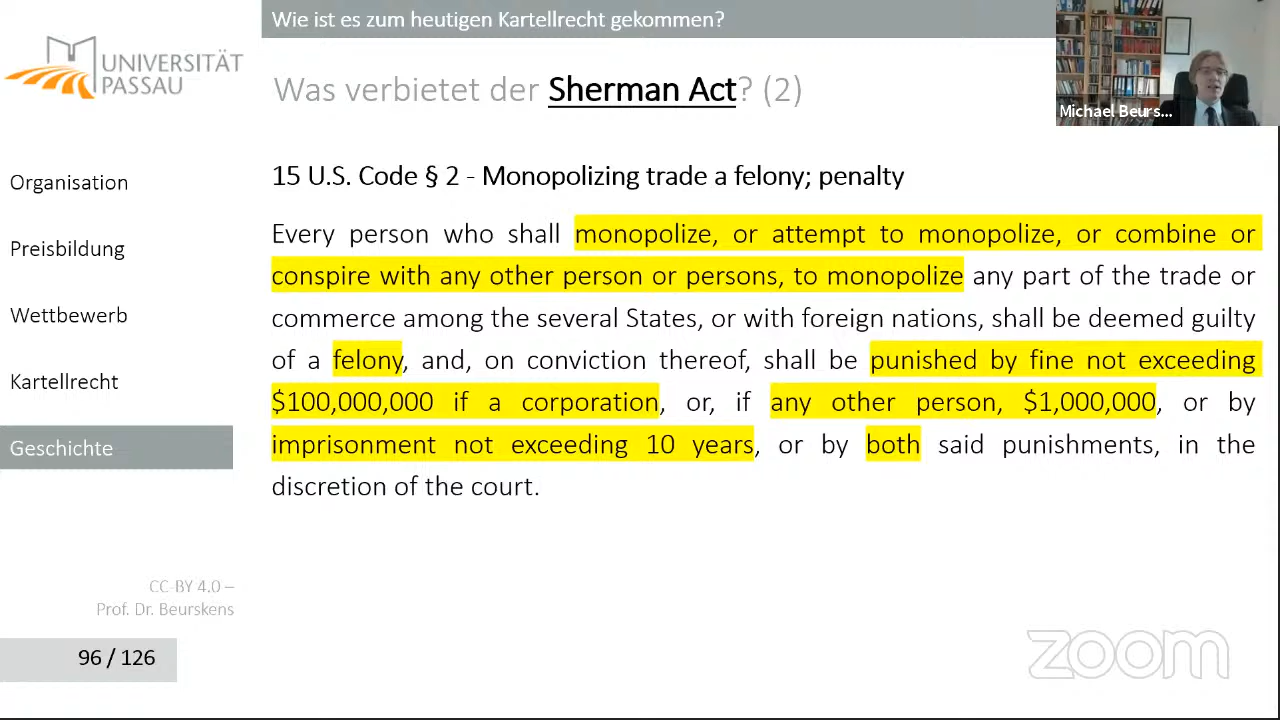 Wie ist es zum heutigen Kartellrecht gekommen?
UNIVERSITÄT
PASSAU
Was verbietet der Sherman Act? (2)
Michael Beurs...
Organisation
Preisbildung
Wettbewerb
Kartellrecht
Geschichte
15 U.S. Code § 2 - Monopolizing trade a felony; penalty
Every person who shall monopolize, or attempt to monopolize, or combine or
conspire with any other person or persons, to monopolize any part of the trade or
commerce among the several States, or with foreign nations, shall be deemed guilty
of a felony, and, on conviction thereof, shall be punished by fine not exceeding
$100,000,000 if a corporation, or, if any other person, $1,000,000, or by
imprisonment not exceeding 10 years, or by both said punishments, in the
discretion of the court.
CC-BY 4.0 –
Prof. Dr. Beurskens
96 / 126
zoom